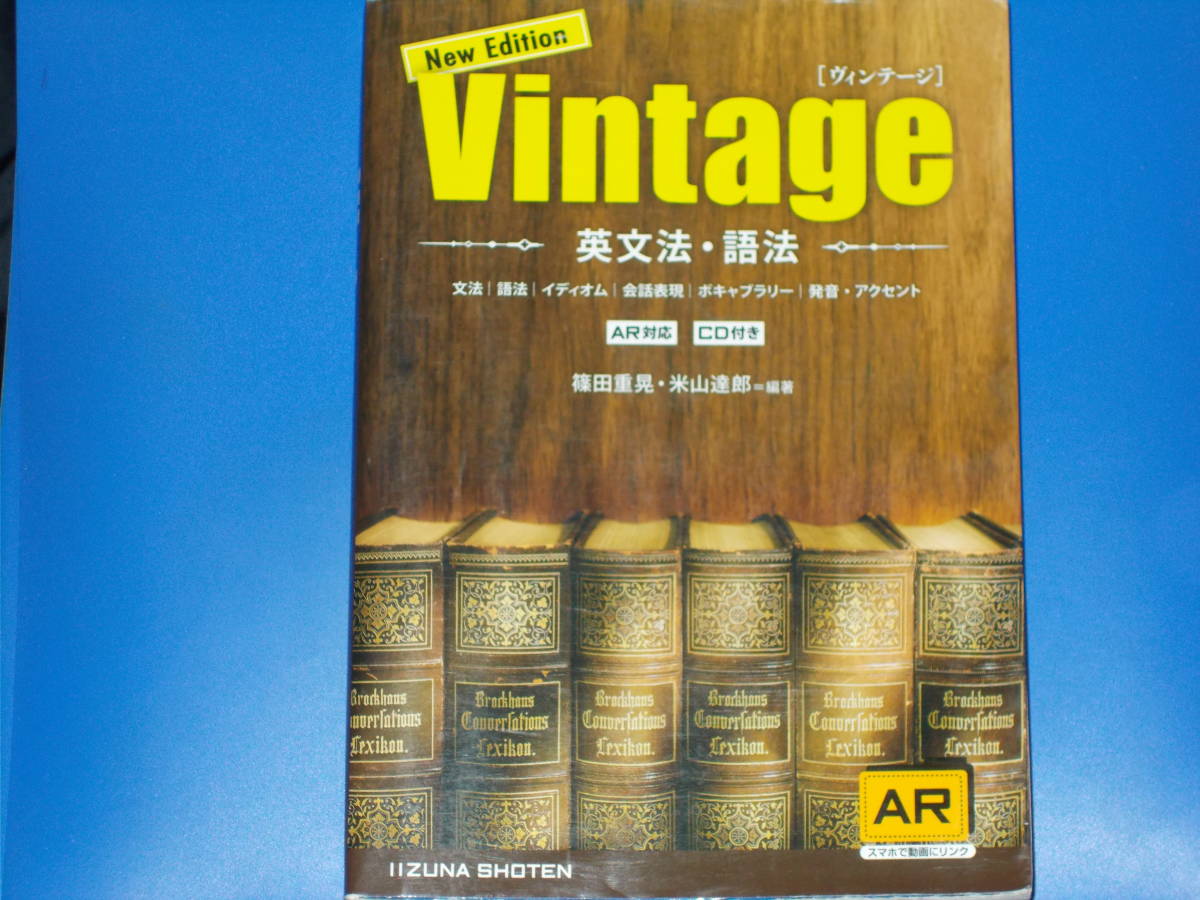 New Edition
[ヴィンテージ]
Vintage
英文法・語法
文法|語法|イディオム|会話表現|ボキャブラリー|発音・アクセント
AR対応 CD付き
篠田重晃・米山達郎=編著
Brockhaus Brockhaus Brockhaus Brockhaus Brockhaus Brockhaus
Converſations Converſations Converſations Converſations Converſations Converſations
Lexikon. Lexikon. Lexikon. Lexikon. Lexikon. Lexikon.
AR
スマホで動画にリンク
IIZUNA SHOTEN